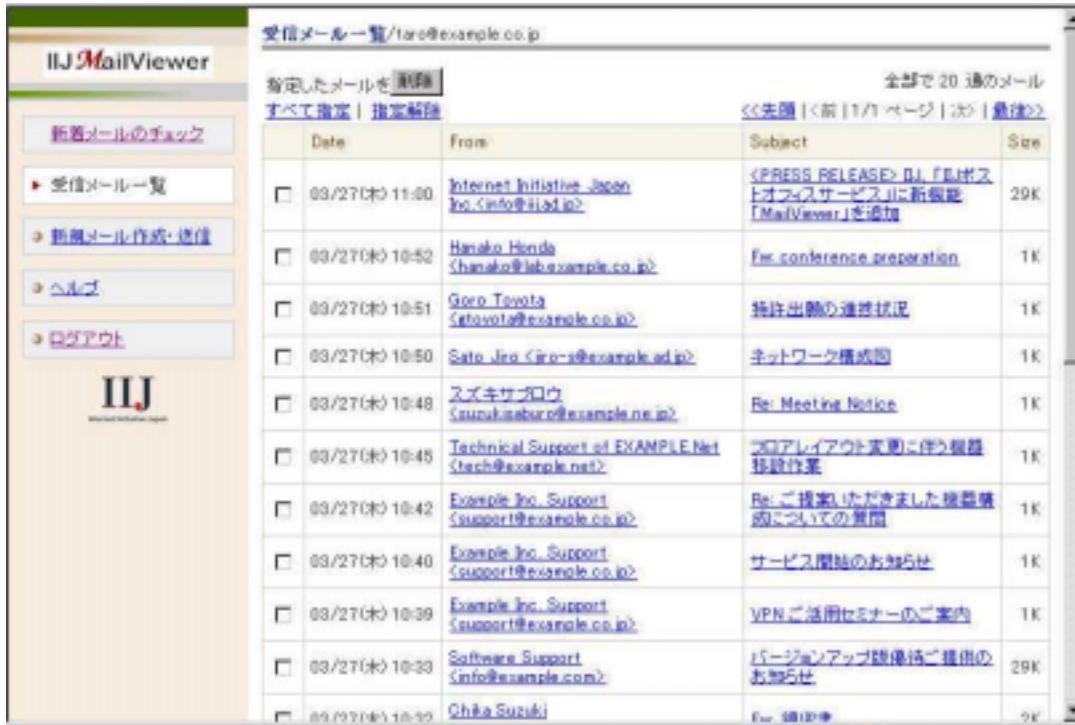 IIJ MailViewer
新着メールのチェック
受信メール一覧
新規メール作成・送信
ヘルプ
ログアウト
IIJ
受信メール一覧/taro@example.co.jp
指定したメールを 削除
全部で 20 通のメール
すべて指定 | 指定解除
<<先頭 | <前 | 1/1 ページ | 次> | 最後>>
Date From Subject Size
03/27(木) 11:00 Internet Initiative Japan Inc.<info@iij.ad.jp> <PRESS RELEASE> IIJ、「IIJポストオフィスサービス」に新機能「MailViewer」を追加 29K
03/27(木) 10:52 Hanako Honda <hanako@lab.example.co.jp> Fw: conference preparation 1K
03/27(木) 10:51 Goro Toyota <gtoyota@example.co.jp> 特許出願の進捗状況 1K
03/27(木) 10:50 Sato Jiro <jiro-s@example.ad.jp> ネットワーク構成図 1K
03/27(木) 10:48 スズキサブロウ <suzukisaburo@example.ne.jp> Re: Meeting Notice 1K
03/27(木) 10:45 Technical Support of EXAMPLE.Net <tech@example.net> フロアレイアウト変更に伴う機器移設作業 1K
03/27(木) 10:42 Example Inc. Support <support@example.co.jp> Re: ご提案いただきました機器構成についての質問 1K
03/27(木) 10:40 Example Inc. Support <support@example.co.jp> サービス開始のお知らせ 1K
03/27(木) 10:39 Example Inc. Support <support@example.co.jp> VPN ご活用セミナーのご案内 1K
03/27(木) 10:33 Software Support <info@example.com> バージョンアップ版優待ご提供のお知らせ 29K
03/27(木) 10:32 Chika Suzuki Fw: 領収書 2K